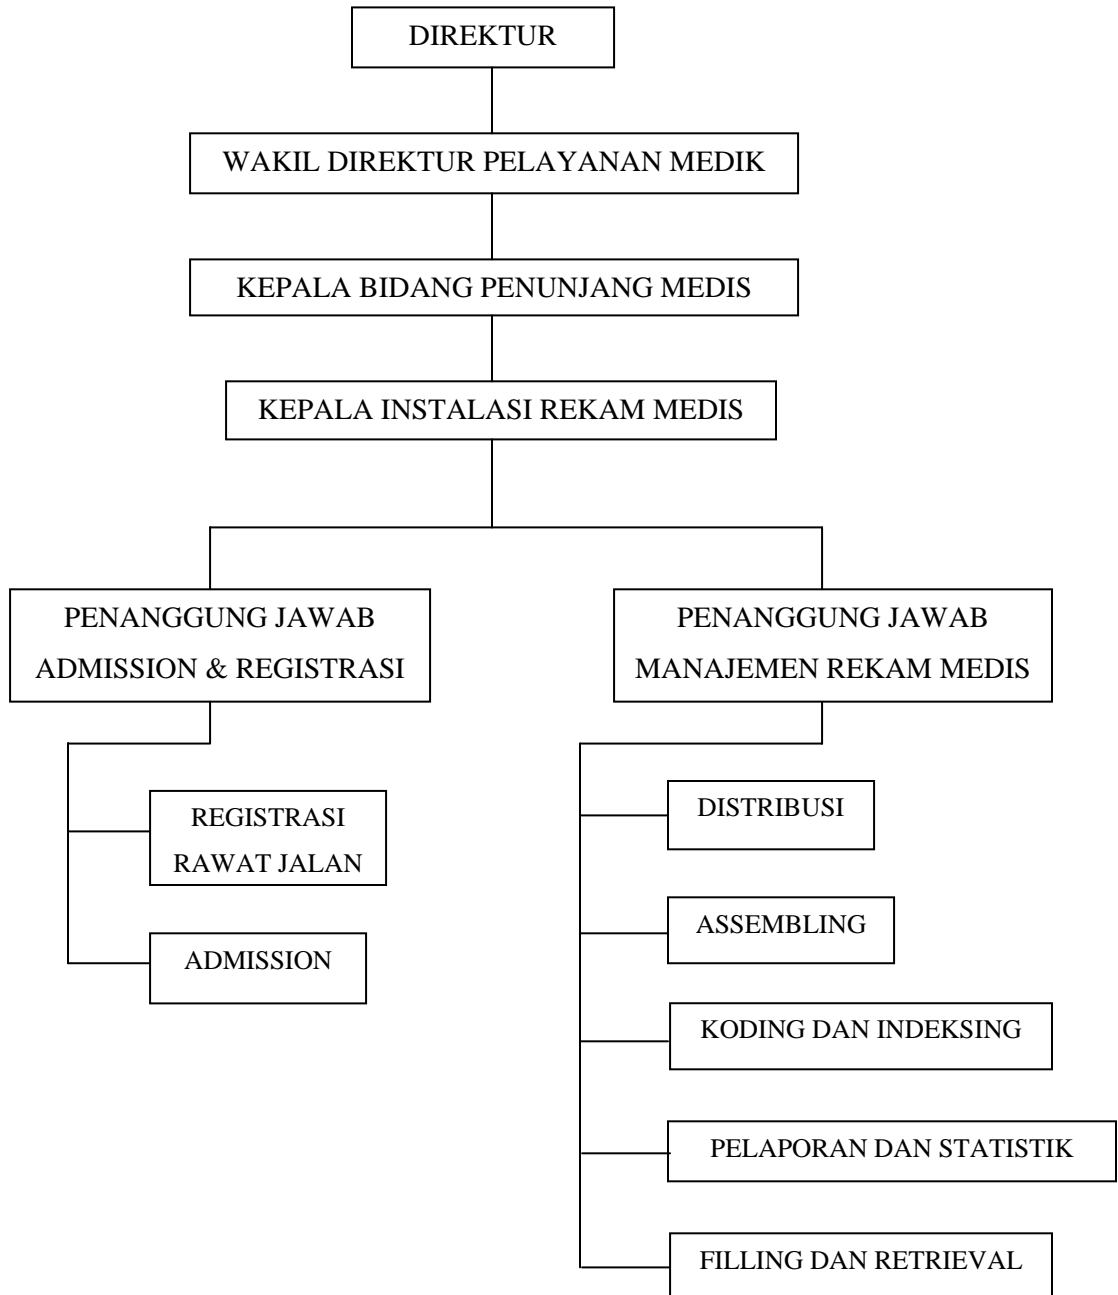 DIREKTUR
WAKIL DIREKTUR PELAYANAN MEDIK
KEPALA BIDANG PENUNJANG MEDIS
KEPALA INSTALASI REKAM MEDIS
PENANGGUNG JAWAB
ADMISSION & REGISTRASI
REGISTRASI
RAWAT JALAN
ADMISSION
PENANGGUNG JAWAB
MANAJEMEN REKAM MEDIS
DISTRIBUSI
ASSEMBLING
KODING DAN INDEKSING
PELAPORAN DAN STATISTIK
FILLING DAN RETRIEVAL